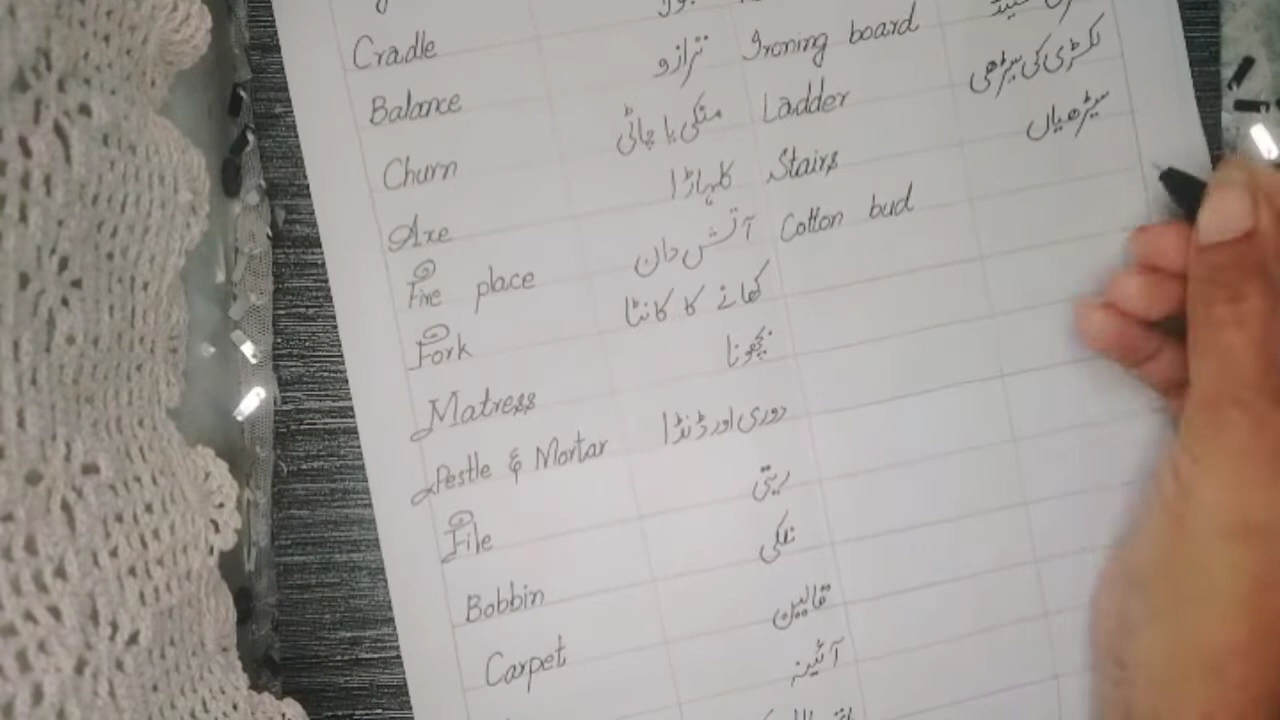 Cradle
Balance ترازو Ironing board
Churn مٹکی یا چاٹی Ladder لکڑی کی سیڑھی
Axe کلہاڑا Stairs سیڑھیاں
Fire place آتش دان Cotton bud
Fork کھانے کا کانٹا
Matress بچھونا
Pestle & Mortar دوری اور ڈنڈا
File ریتی
Bobbin نلکی
Carpet قالین
آئینہ